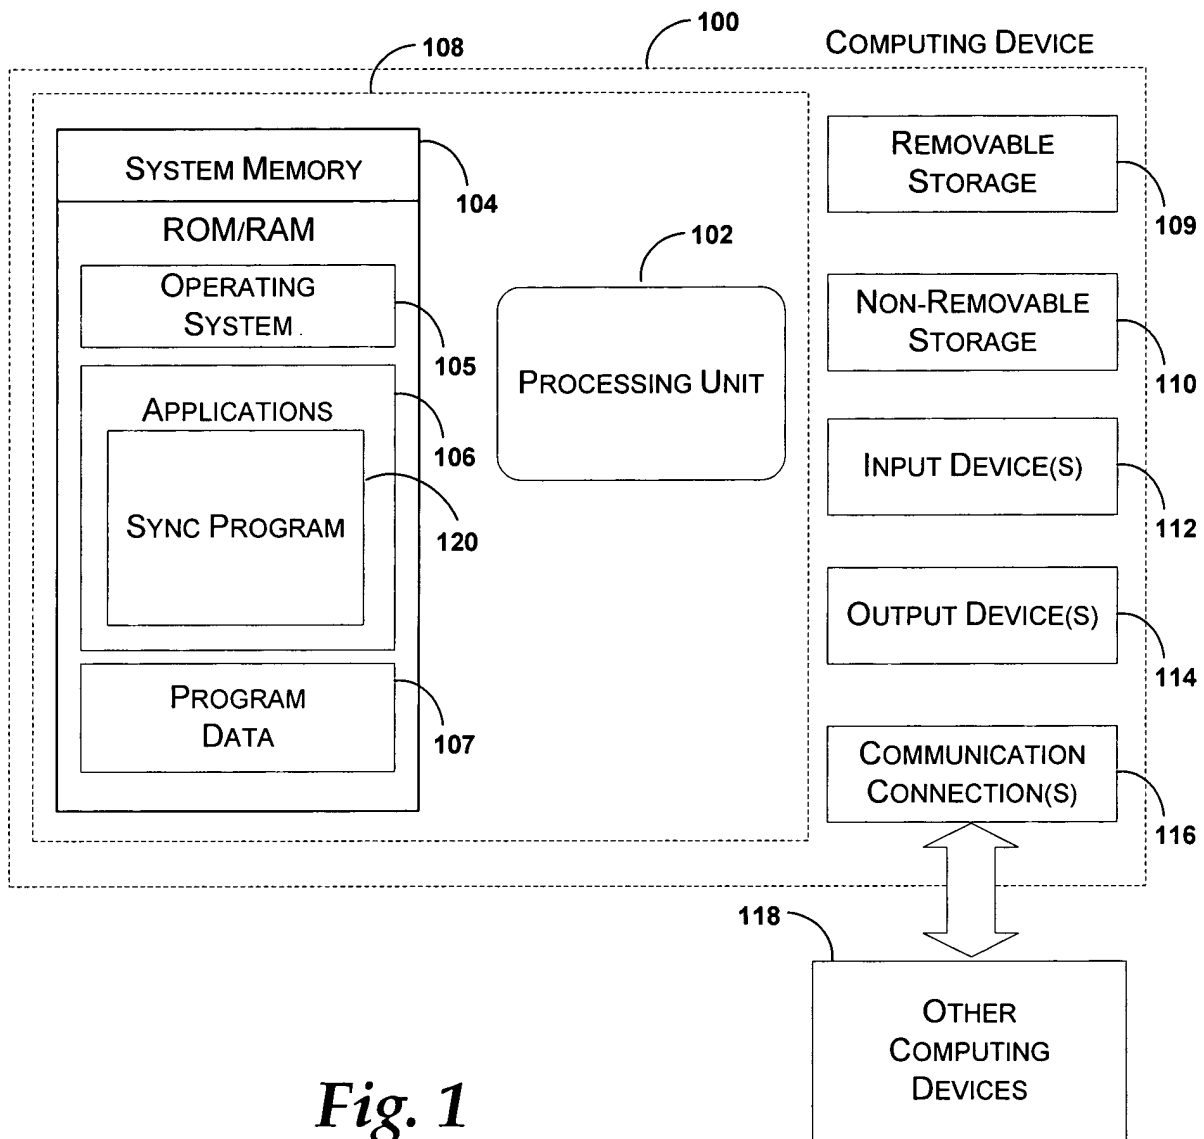 100
COMPUTING DEVICE
108
SYSTEM MEMORY
104
ROM/RAM
OPERATING
SYSTEM
105
APPLICATIONS
106
SYNC PROGRAM
120
PROGRAM
DATA
107
102
PROCESSING UNIT
REMOVABLE
STORAGE
109
NON-REMOVABLE
STORAGE
110
INPUT DEVICE(S)
112
OUTPUT DEVICE(S)
114
COMMUNICATION
CONNECTION(S)
116
118
OTHER
COMPUTING
DEVICES
Fig. 1